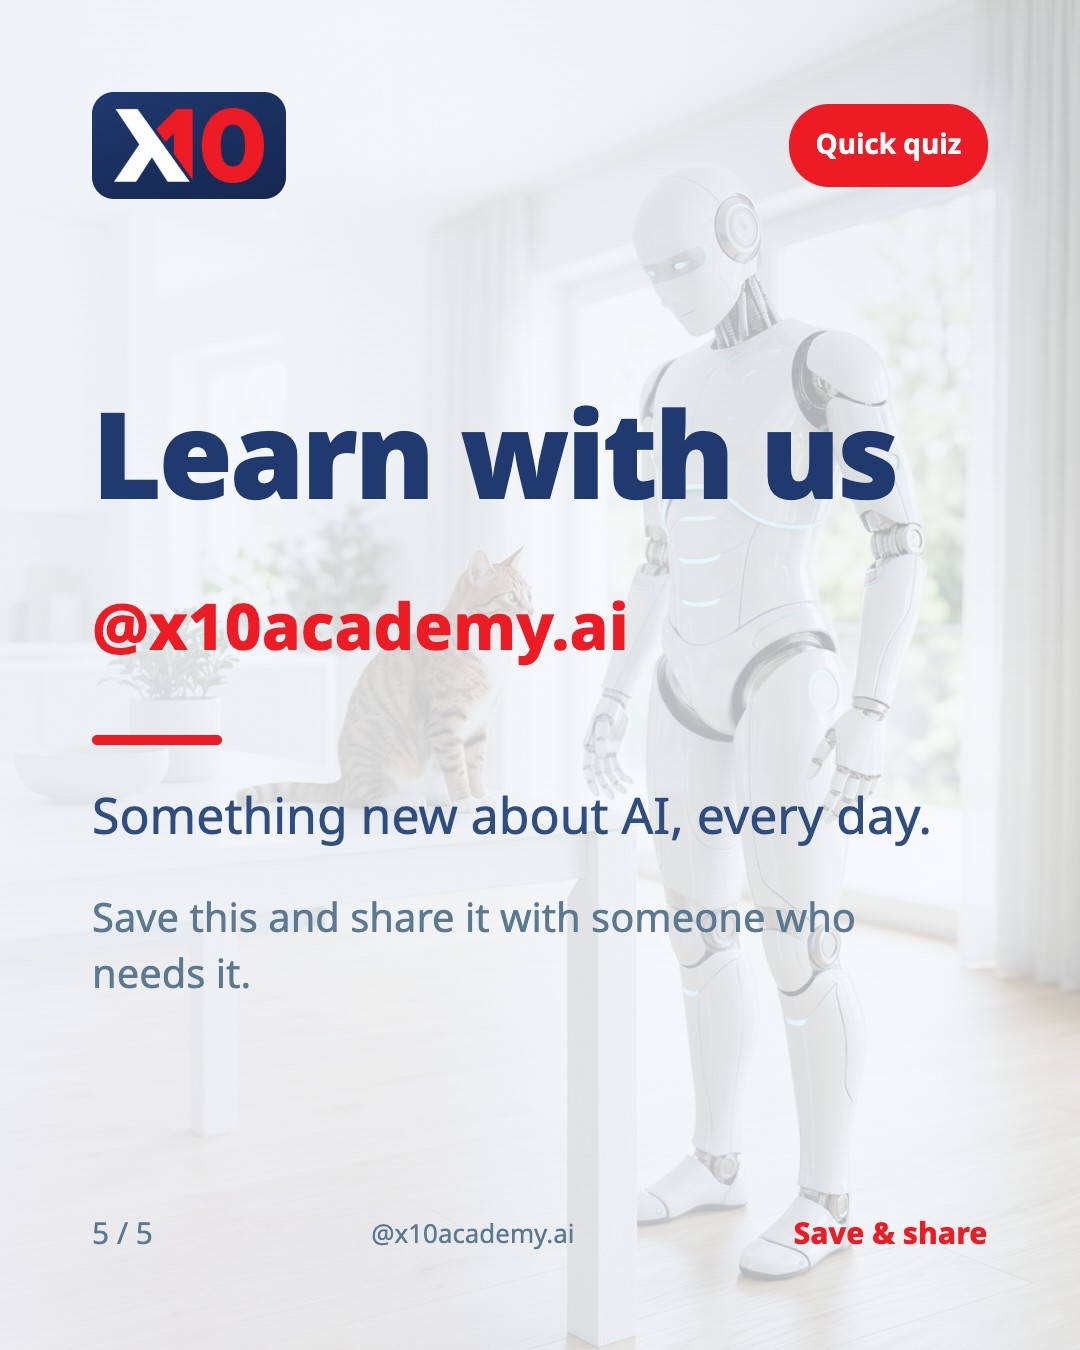 X10
Quick quiz
Learn with us
@x10academy.ai
Something new about AI, every day.
Save this and share it with someone who
needs it.
5 / 5
@x10academy.ai
Save & share